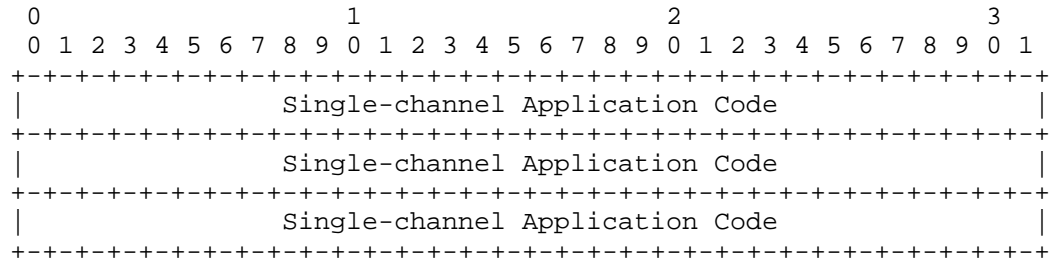 0                   1                   2                   3
 0 1 2 3 4 5 6 7 8 9 0 1 2 3 4 5 6 7 8 9 0 1 2 3 4 5 6 7 8 9 0 1
+-+-+-+-+-+-+-+-+-+-+-+-+-+-+-+-+-+-+-+-+-+-+-+-+-+-+-+-+-+-+-+-+
|                Single-channel Application Code                |
+-+-+-+-+-+-+-+-+-+-+-+-+-+-+-+-+-+-+-+-+-+-+-+-+-+-+-+-+-+-+-+-+
|                Single-channel Application Code                |
+-+-+-+-+-+-+-+-+-+-+-+-+-+-+-+-+-+-+-+-+-+-+-+-+-+-+-+-+-+-+-+-+
|                Single-channel Application Code                |
+-+-+-+-+-+-+-+-+-+-+-+-+-+-+-+-+-+-+-+-+-+-+-+-+-+-+-+-+-+-+-+-+